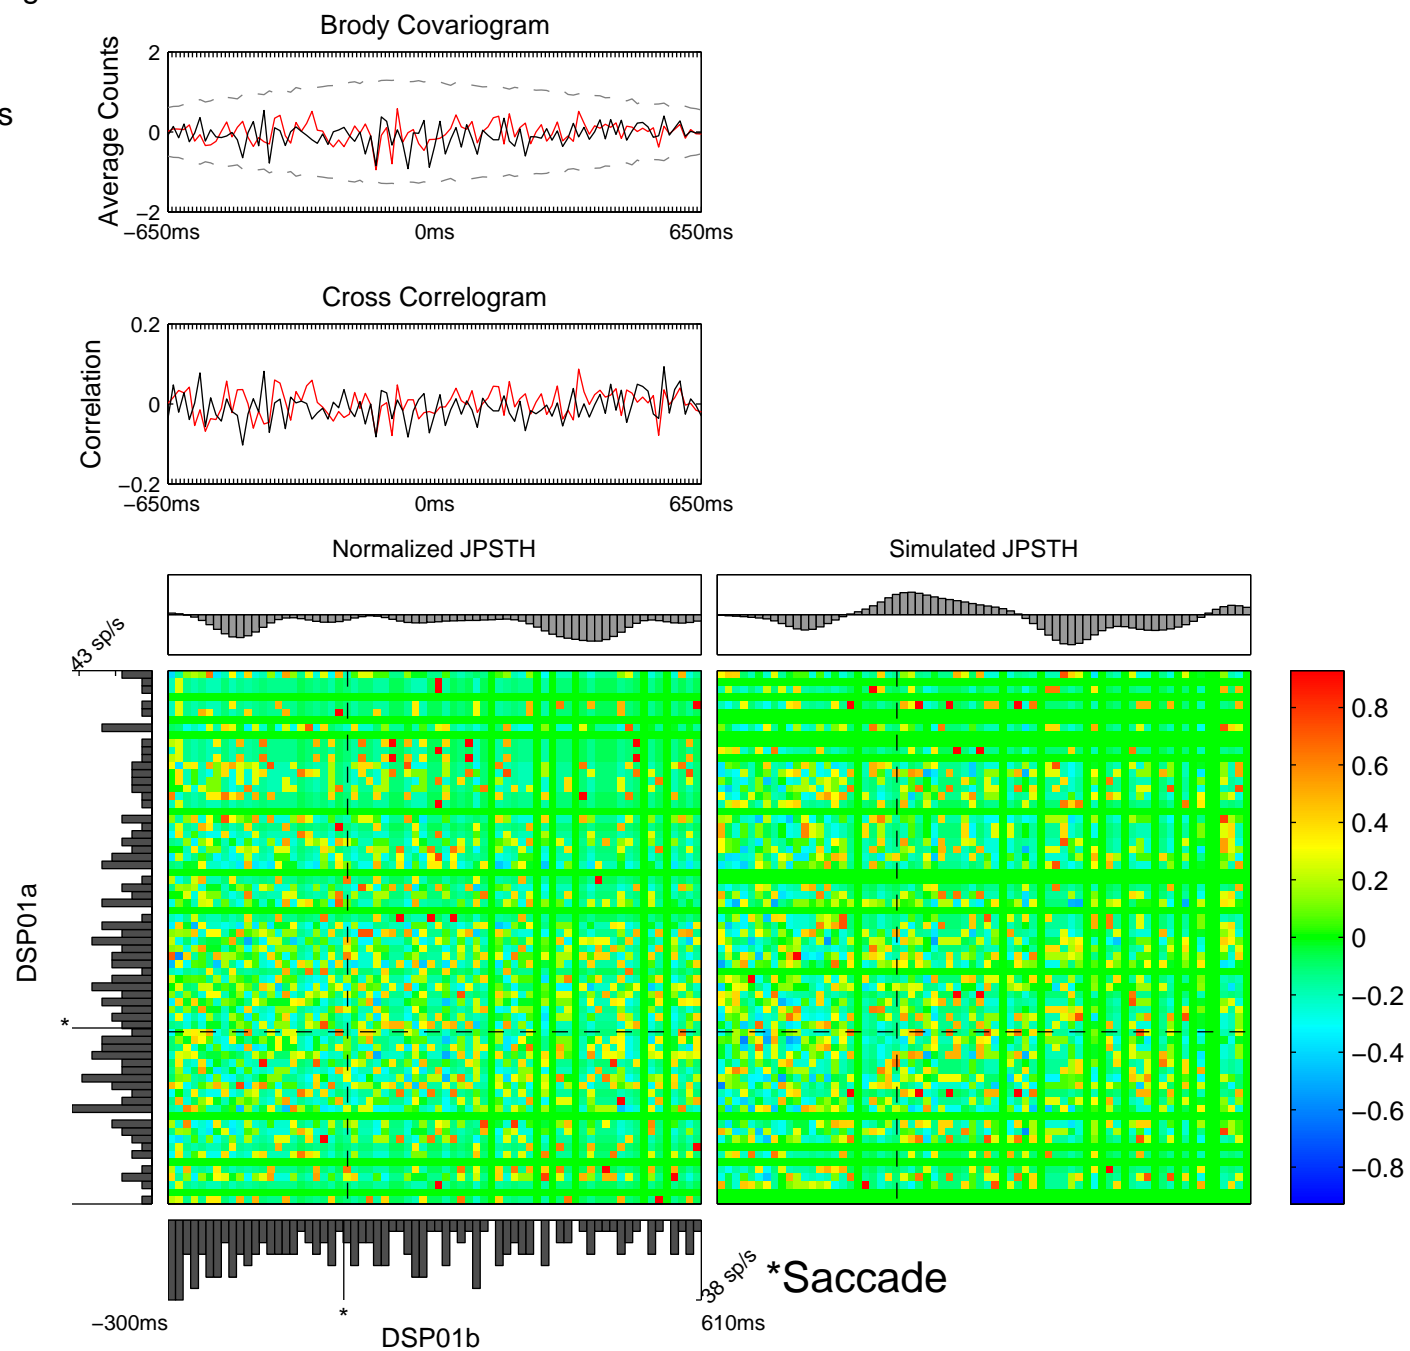 g
Brody Covariogram
s
Average Counts
2
0
−2
−650ms
0ms
650ms
Cross Correlogram
Correlation
0.2
0
−0.2
−650ms
0ms
650ms
Normalized JPSTH
Simulated JPSTH
43 sp/s
DSP01a
*
0.8
0.6
0.4
0.2
0
−0.2
−0.4
−0.6
−0.8
38 sp/s
*Saccade
*
−300ms
610ms
DSP01b